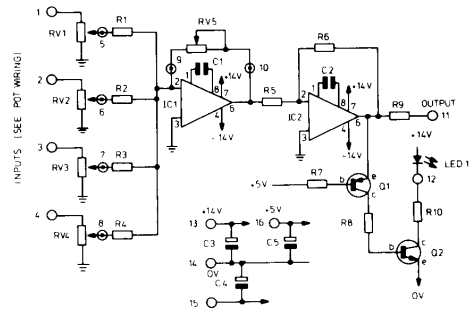 1
RV1
5
R1
2
RV2
6
R2
3
RV3
7
R3
4
RV4
8
R4
INPUTS (SEE POT WIRING)
RV5
9
10
C1
+14V
2
8
7
IC1
6
3
4
-14V
R5
R6
C2
+14V
2
1
8
7
IC2
6
3
4
-14V
R9
OUTPUT
11
+14V
LED 1
12
R10
+5V
R7
b
e
Q1
c
R8
b
c
Q2
e
0V
13
+14V
16
+5V
C3
C5
14
0V
C4
15